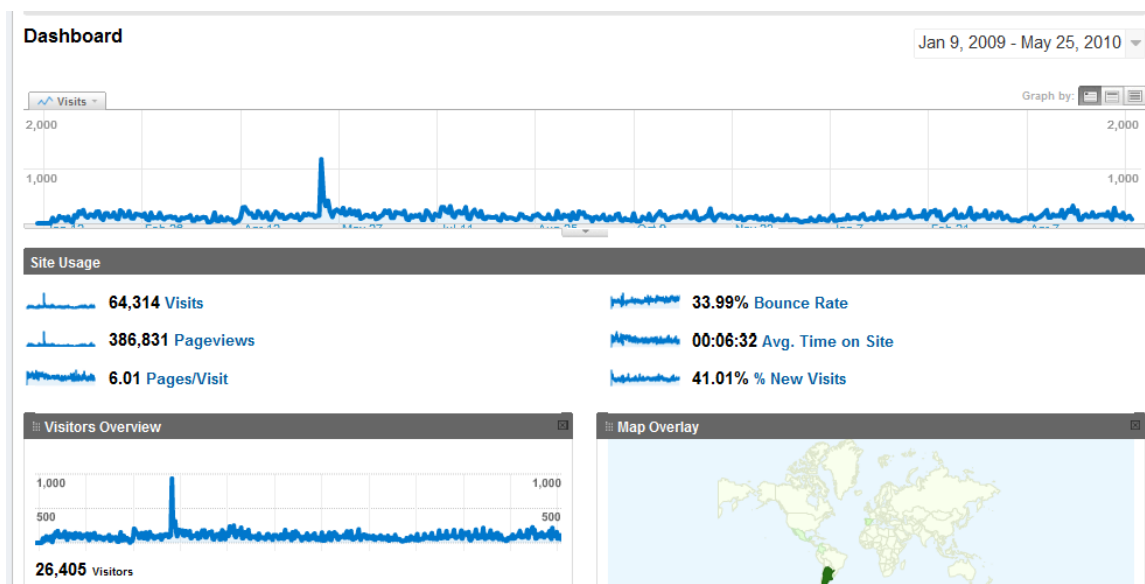 Dashboard
Jan 9, 2009 - May 25, 2010
Visits
Graph by:
2,000 2,000
1,000 1,000
Jan 12 Feb 26 Apr 12 May 27 Jul 11 Aug 25 Oct 9 Nov 23 Jan 7 Feb 21 Apr 7
Site Usage
64,314 Visits
33.99% Bounce Rate
386,831 Pageviews
00:06:32 Avg. Time on Site
6.01 Pages/Visit
41.01% % New Visits
Visitors Overview
Map Overlay
1,000 1,000
500 500
26,405 Visitors